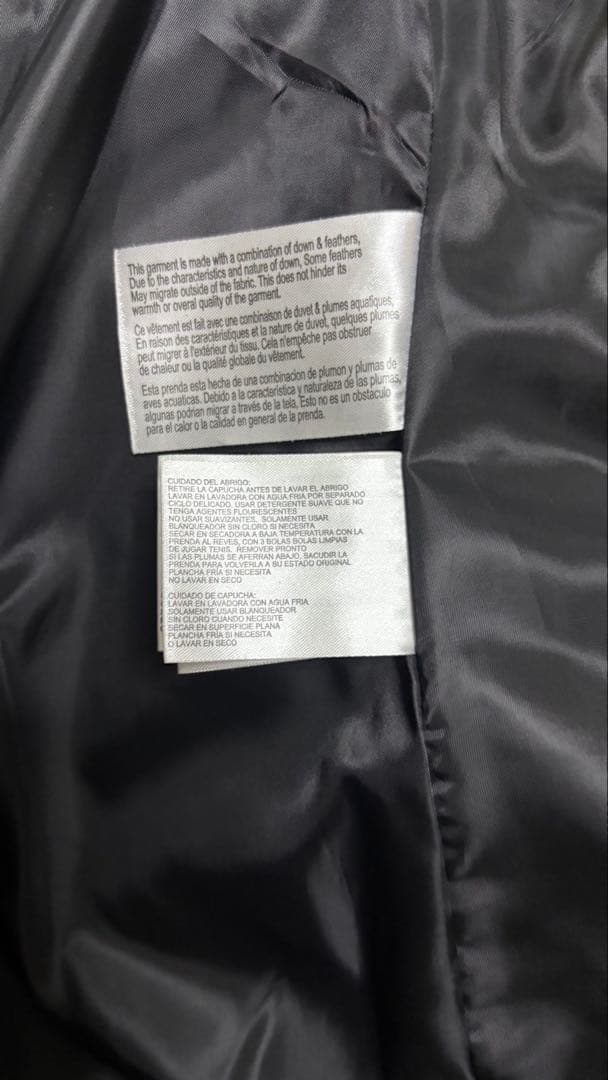 This garment is made with a combination of down & feathers,
Due to the characteristics and nature of down, Some feathers
May migrate outside of the fabric. This does not hinder its
warmth or overal quality of the garment.
Ce vêtement est fait avec une combinaison de duvet & plumes aquatiques,
En raison des caractéristiques et la nature de duvet, quelques plumes
peut migrer à l'extérieur du tissu. Cela n'empêche pas obstruer
de chaleur ou la qualité globale du vêtement.
Esta prenda esta hecha de una combinacion de plumon y plumas de
aves acuaticas. Debido a la caracteristica y naturaleza de las plumas,
algunas podrian migrar a través de la tela, Esto no es un obstaculo
para el calor o la calidad en general de la prenda.
CUIDADO DEL ABRIGO:
RETIRE LA CAPUCHA ANTES DE LAVAR EL ABRIGO
LAVAR EN LAVADORA CON AGUA FRIA POR SEPARADO
CICLO DELICADO, USAR DETERGENTE SUAVE QUE NO
TENGA AGENTES FLOURESCENTES
NO USAR SUAVIZANTES, SOLAMENTE USAR
BLANQUEADOR SIN CLORO SI NECESITA
SECAR EN SECADORA A BAJA TEMPERATURA CON LA
PRENDA AL REVES, CON 3 BOLAS BOLAS LIMPIAS
DE JUGAR TENIS. REMOVER PRONTO
SI LAS PLUMAS SE AFERRAN ABAJO, SACUDIR LA
PRENDA PARA VOLVERLA A SU ESTADO ORIGINAL
PLANCHA FRIA SI NECESITA
NO LAVAR EN SECO
CUIDADO DE CAPUCHA:
LAVAR EN LAVADORA CON AGUA FRIA
SOLAMENTE USAR BLANQUEADOR
SIN CLORO CUANDO NECESITE
SECAR EN SUPERFICIE PLANA
PLANCHA FRIA SI NECESITA
O LAVAR EN SECO